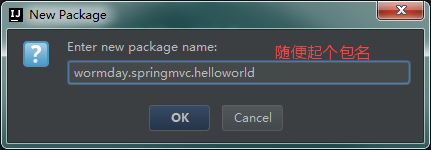 New Package
Enter new package name:
随便起个包名
wormday.springmvc.helloworld
OK
Cancel